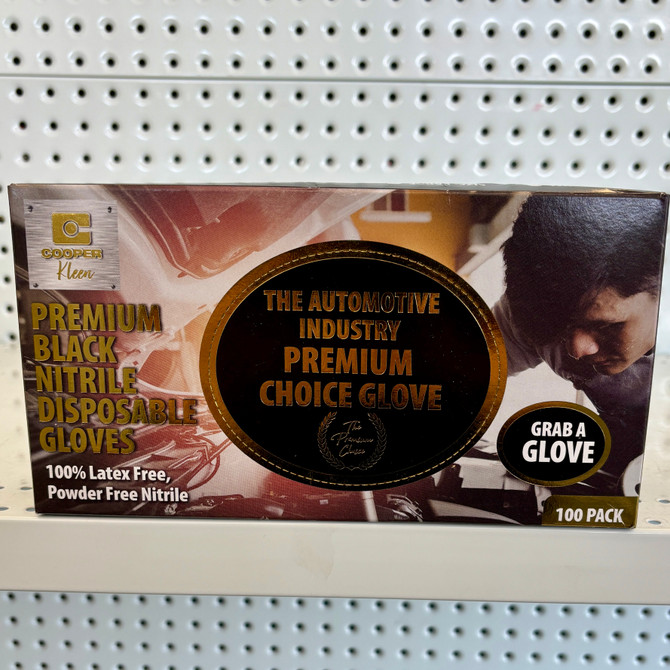 COOPER
Kleen
PREMIUM
BLACK
NITRILE
DISPOSABLE
GLOVES
100% Latex Free,
Powder Free Nitrile
THE AUTOMOTIVE
INDUSTRY
PREMIUM
CHOICE GLOVE
The
Premium
Choice
GRAB A
GLOVE
100 PACK